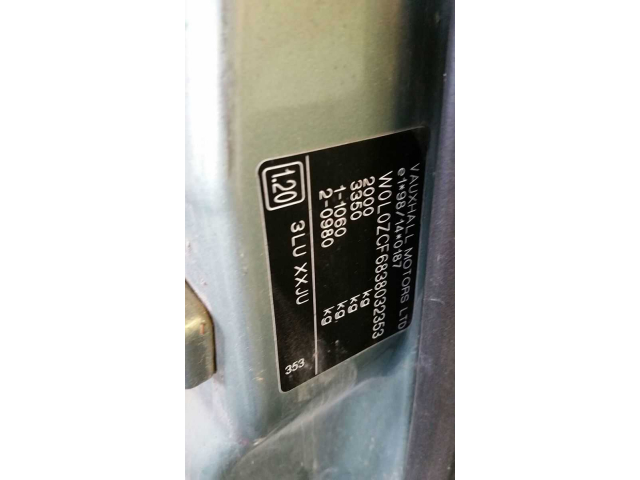 VAUXHALL MOTORS LTD
e1*98/14*0187
W0L0ZCF6838032353
2000 kg
3350 kg
1-1060 kg
2-0980 kg
1.20 3LU XXJU
353